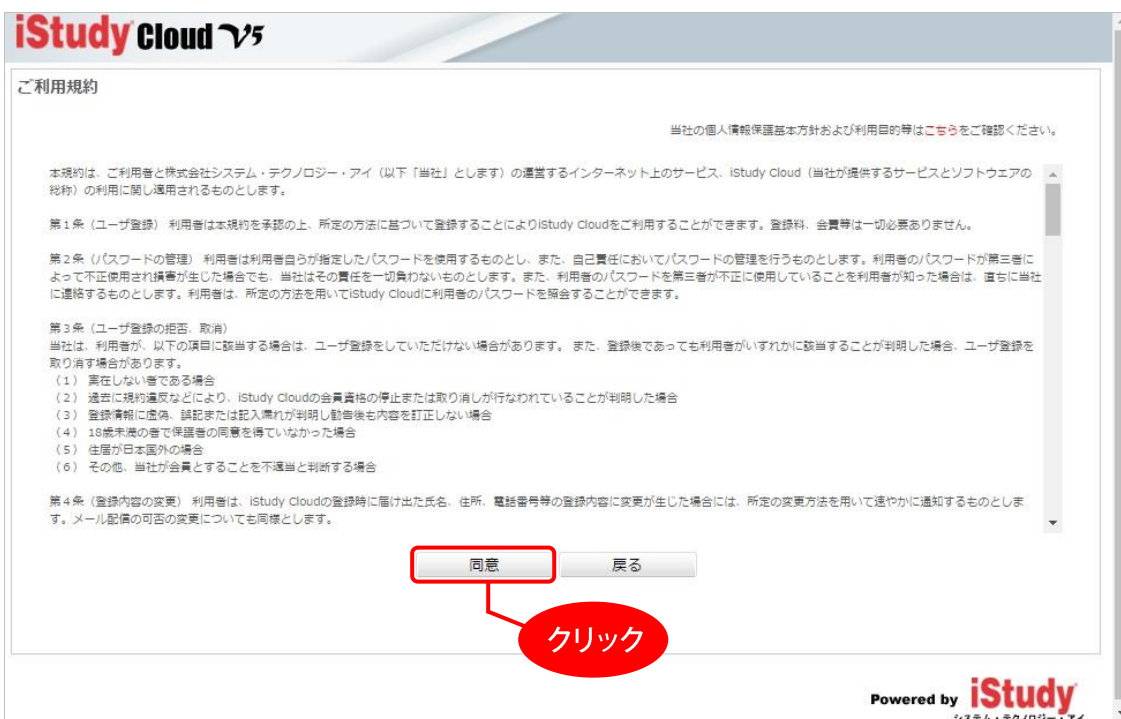 iStudy Cloud V5
ご利用規約
当社の個人情報保護基本方針および利用目的等はこちらをご確認ください。
本規約は、ご利用者と株式会社システム・テクノロジー・アイ（以下「当社」とします）の運営するインターネット上のサービス、iStudy Cloud（当社が提供するサービスとソフトウエアの
総称）の利用に関し適用されるものとします。
第1条（ユーザ登録） 利用者は本規約を承認の上、所定の方法に基づいて登録することによりiStudy Cloudをご利用することができます。登録料、会費等は一切必要ありません。
第2条（パスワードの管理） 利用者は利用者自らが指定したパスワードを使用するものとし、また、自己責任においてパスワードの管理を行うものとします。利用者のパスワードが第三者に
よって不正使用され損害が生じた場合でも、当社はその責任を一切負わないものとします。また、利用者のパスワードを第三者が不正に使用していることを利用者が知った場合は、直ちに当社
に連絡するものとします。利用者は、所定の方法を用いてiStudy Cloudに利用者のパスワードを照会することができます。
第3条（ユーザ登録の拒否、取消）
当社は、利用者が、以下の項目に該当する場合は、ユーザ登録をしていただけない場合があります。 また、登録後であっても利用者がいずれかに該当することが判明した場合、ユーザ登録を
取り消す場合があります。
（1） 実在しない者である場合
（2） 過去に規約違反などにより、iStudy Cloudの会員資格の停止または取り消しが行なわれていることが判明した場合
（3） 登録情報に虚偽、誤記または記入漏れが判明し勧告後も内容を訂正しない場合
（4） 18歳未満の者で保護者の同意を得ていなかった場合
（5） 住居が日本国外の場合
（6） その他、当社が会員とすることを不適当と判断する場合
第4条（登録内容の変更） 利用者は、iStudy Cloudの登録時に届け出た氏名、住所、電話番号等の登録内容に変更が生じた場合には、所定の変更方法を用いて速やかに通知するものとしま
す。メール配信の可否の変更についても同様とします。
同意 戻る
クリック
Powered by iStudy
システム・テクノロジー・アイ